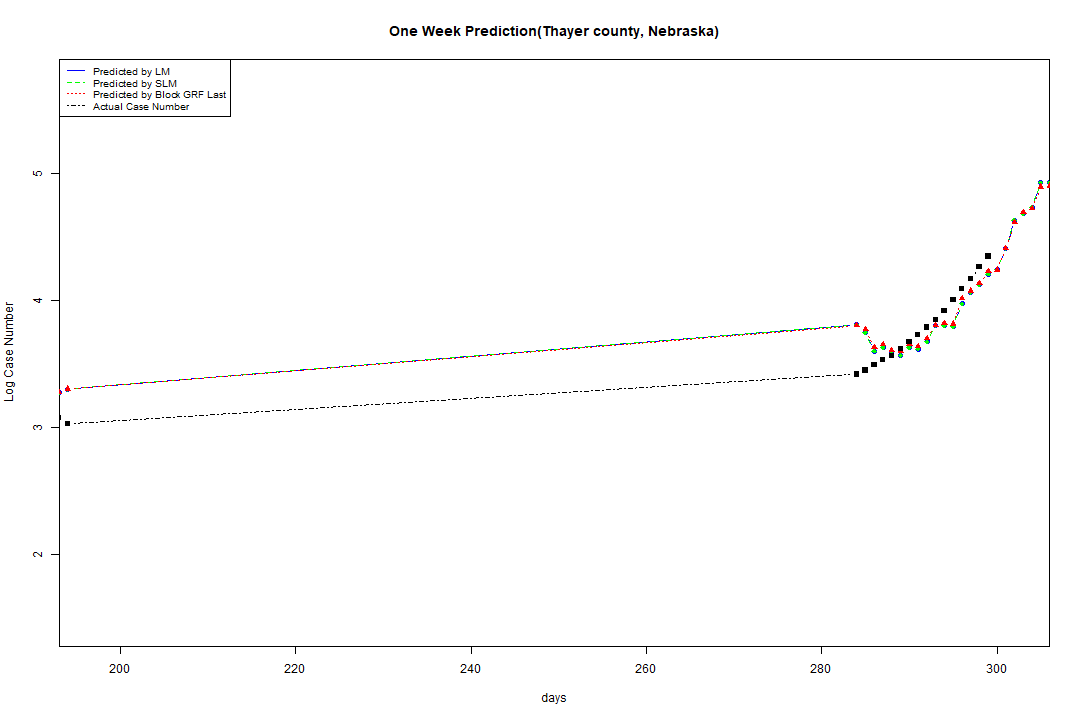 One Week Prediction(Thayer county, Nebraska)
Predicted by LM
Predicted by SLM
Predicted by Block GRF Last
Actual Case Number
Log Case Number
5
4
3
2
200 220 240 260 280 300
days